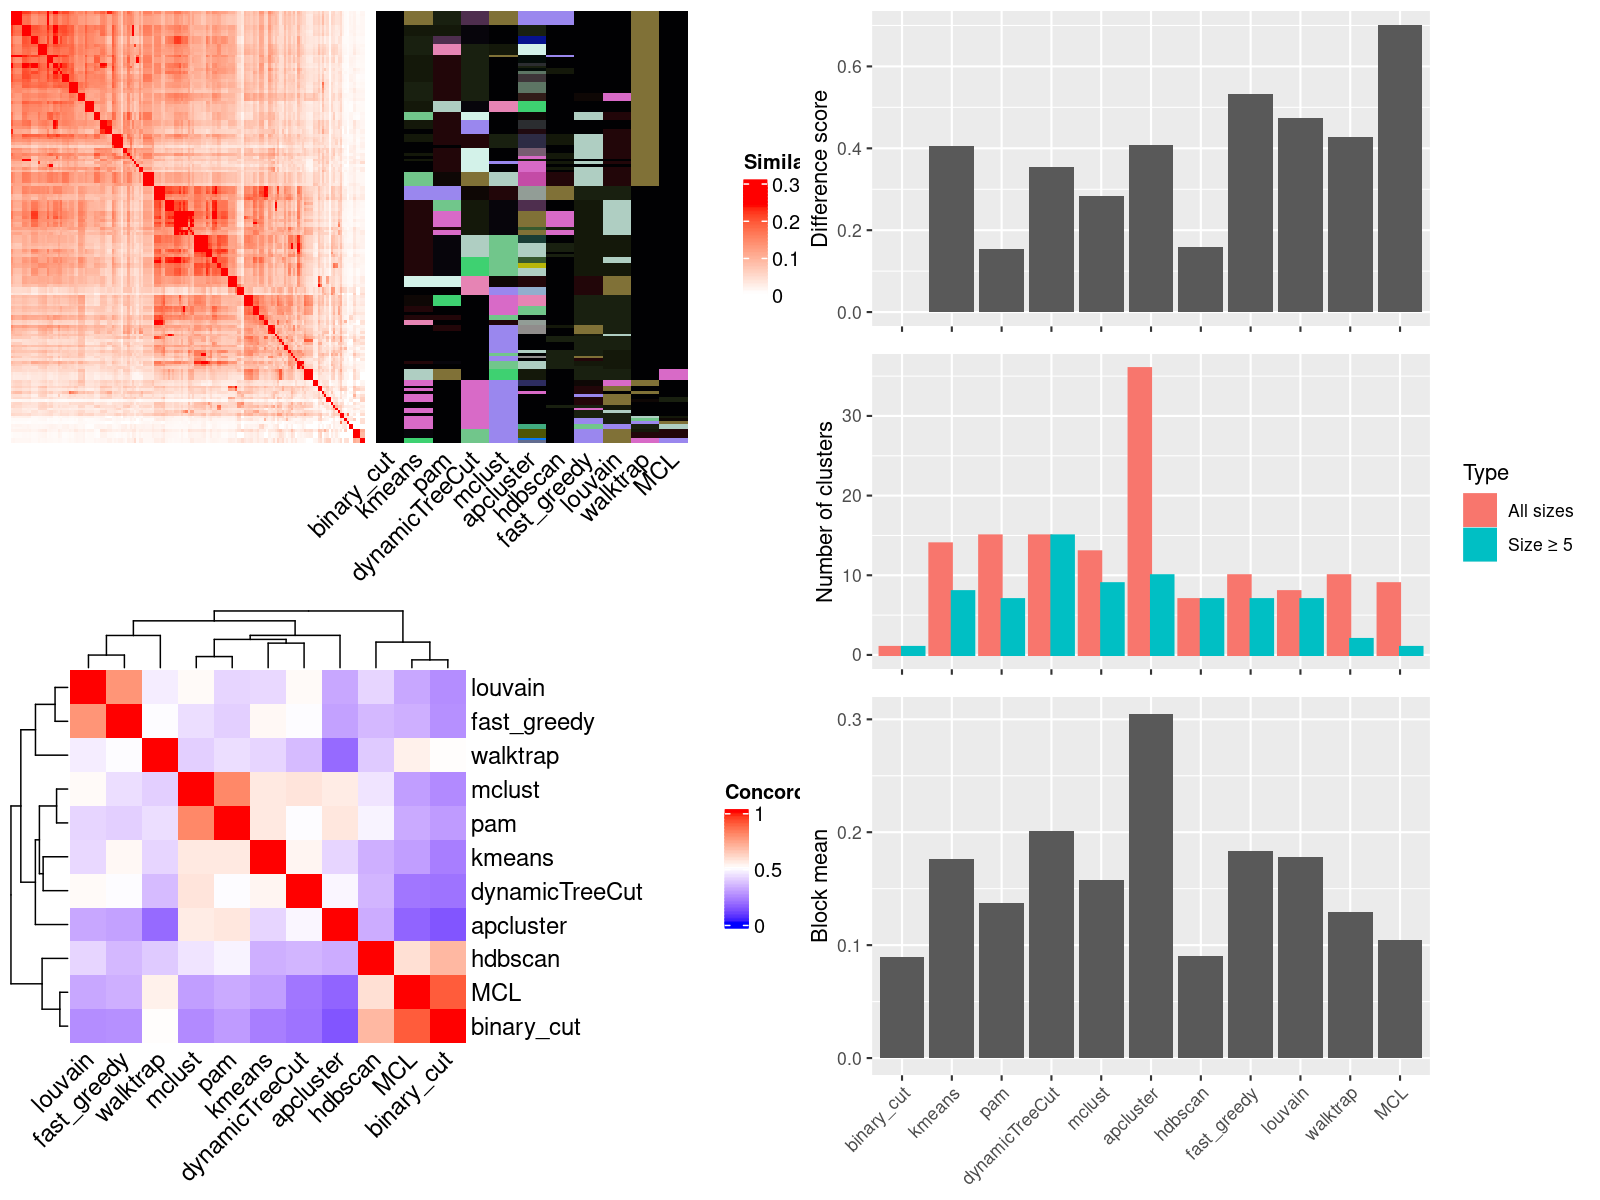 Simila
0.3
0.2
0.1
0
binary_cut
kmeans
pam
dynamicTreeCut
mclust
apcluster
hdbscan
fast_greedy
louvain
walktrap
MCL
louvain
fast_greedy
walktrap
mclust
pam
kmeans
dynamicTreeCut
apcluster
hdbscan
MCL
binary_cut
louvain
fast_greedy
walktrap
mclust
pam
kmeans
dynamicTreeCut
apcluster
hdbscan
MCL
binary_cut
Concord
1
0.5
0
Difference score
0.6
0.4
0.2
0.0
Number of clusters
30
20
10
0
Type
All sizes
Size ≥ 5
Block mean
0.3
0.2
0.1
0.0
binary_cut
kmeans
pam
dynamicTreeCut
mclust
apcluster
hdbscan
fast_greedy
louvain
walktrap
MCL